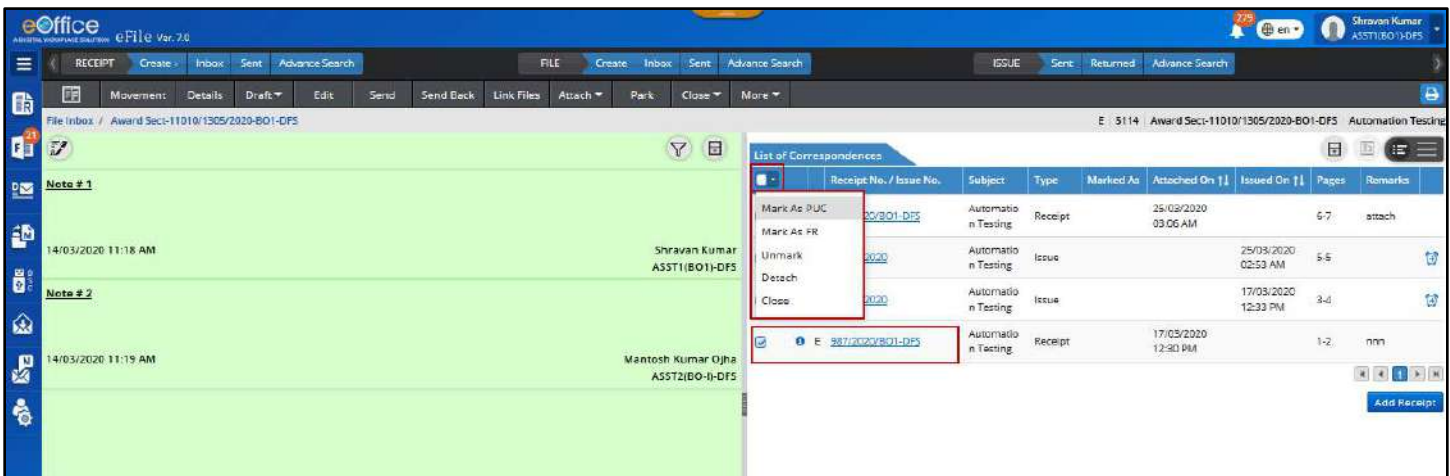 eOffice
A DIGITAL WORKPLACE SOLUTION eFile Ver. 7.0
279
en
Shravan Kumar
ASST1(BO1)-DFS
RECEIPT Create Inbox Sent Advance Search FILE Create Inbox Sent Advance Search ISSUE Sent Returned Advance Search
Movement Details Draft Edit Send Send Back Link Files Attach Park Close More
File Inbox / Award Sect-11010/1305/2020-BO1-DFS
E 5114 Award Sect-11010/1305/2020-BO1-DFS Automation Testing
21
Note # 1
14/03/2020 11:18 AM
Shravan Kumar
ASST1(BO1)-DFS
Note # 2
14/03/2020 11:19 AM
Mantosh Kumar Ojha
ASST2(BO-I)-DFS
List of Correspondences
Receipt No. / Issue No. Subject Type Marked As Attached On Issued On Pages Remarks
Mark As PUC
Mark As FR
Unmark
Detach
Close
20/BO1-DFS Automatio
n Testing Receipt 25/03/2020
03:06 AM 6-7 attach
2020 Automatio
n Testing Issue 25/03/2020
02:53 AM 5-5
2020 Automatio
n Testing Issue 17/03/2020
12:33 PM 3-4
E 987/2020/BO1-DFS Automatio
n Testing Receipt 17/03/2020
12:30 PM 1-2 nnn
1
Add Receipt